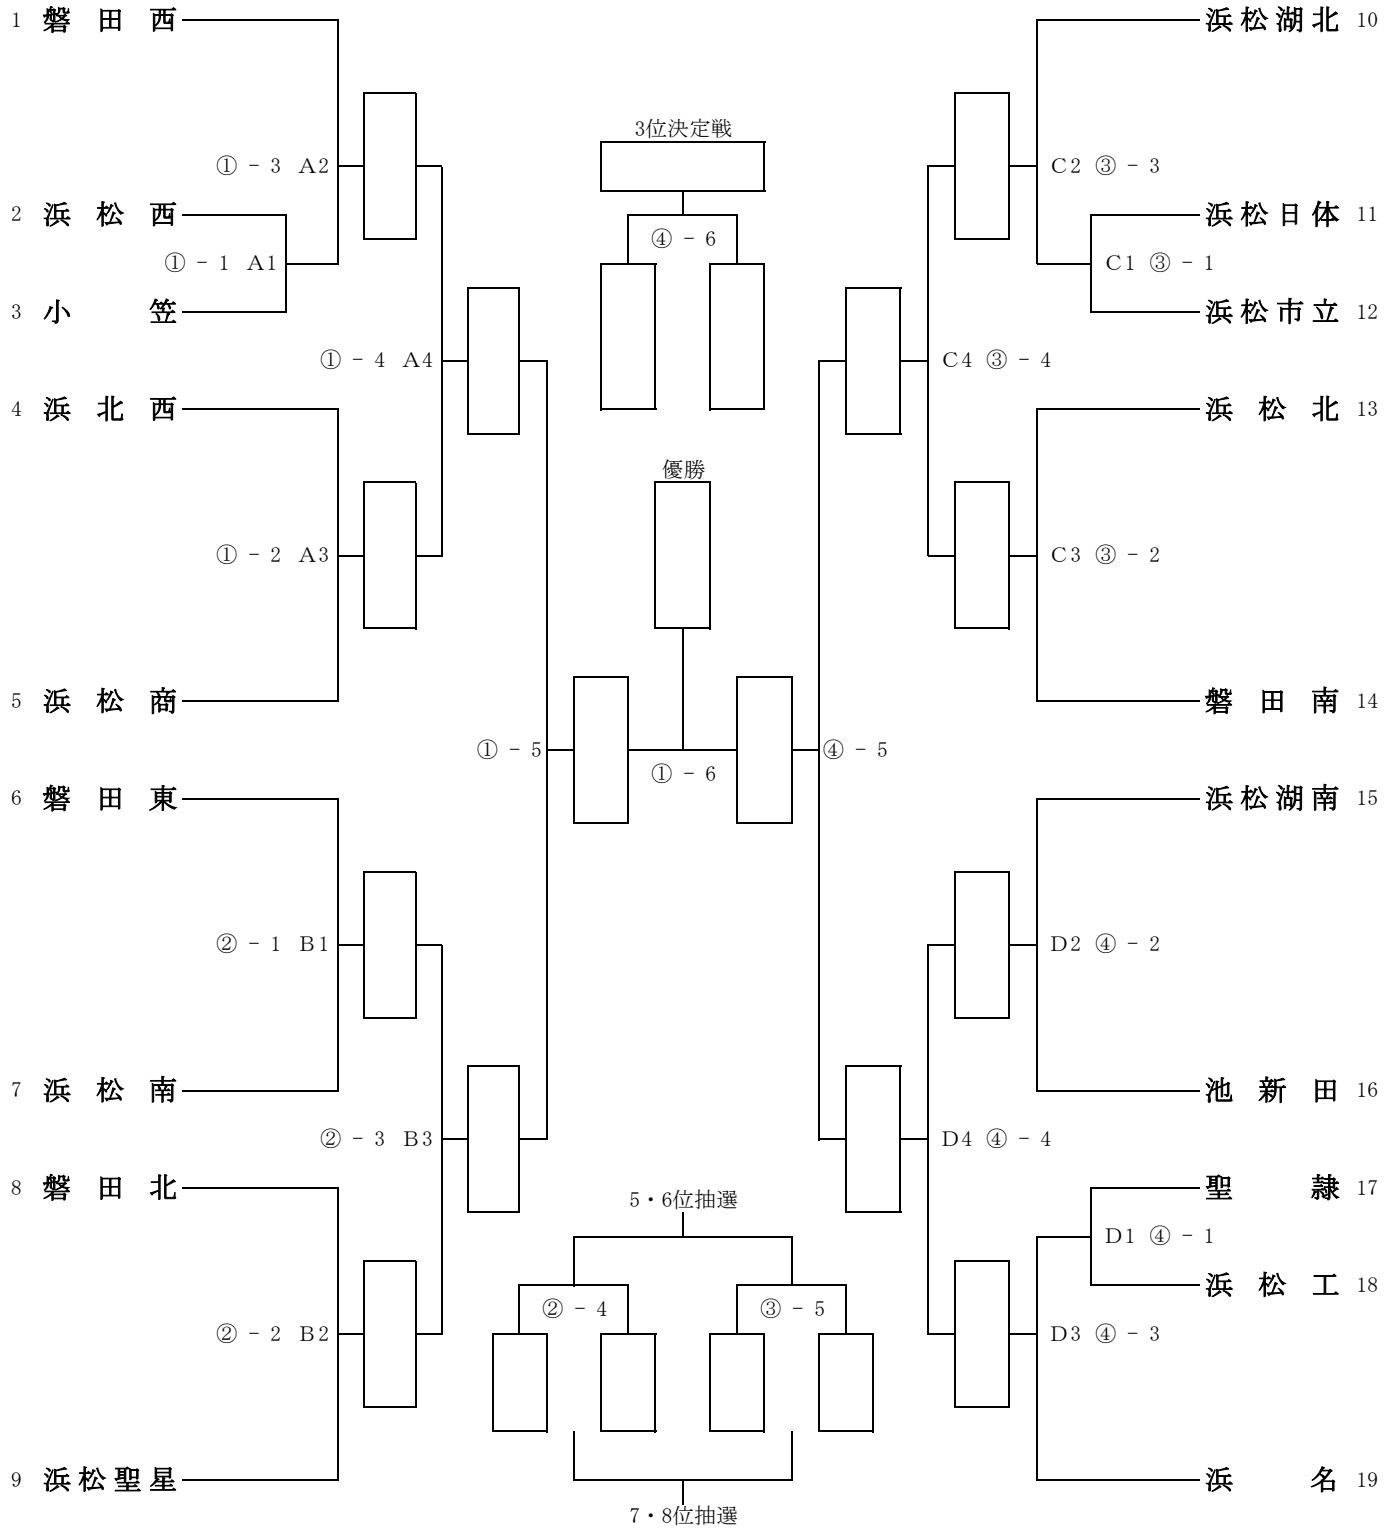 1 磐田西
①-3 A2
2 浜松西
①-1 A1
3 小笠
①-4 A4
4 浜北西
①-2 A3
5 浜松商
①-5
6 磐田東
②-1 B1
7 浜松南
②-3 B3
8 磐田北
②-2 B2
9 浜松聖星
3位決定戦
④-6
優勝
①-6
5・6位抽選
②-4
③-5
7・8位抽選
浜松湖北 10
C2 ③-3
浜松日体 11
C1 ③-1
浜松市立 12
C4 ③-4
浜松北 13
C3 ③-2
磐田南 14
④-5
浜松湖南 15
D2 ④-2
池新田 16
D4 ④-4
聖隷 17
D1 ④-1
浜松工 18
D3 ④-3
浜名 19